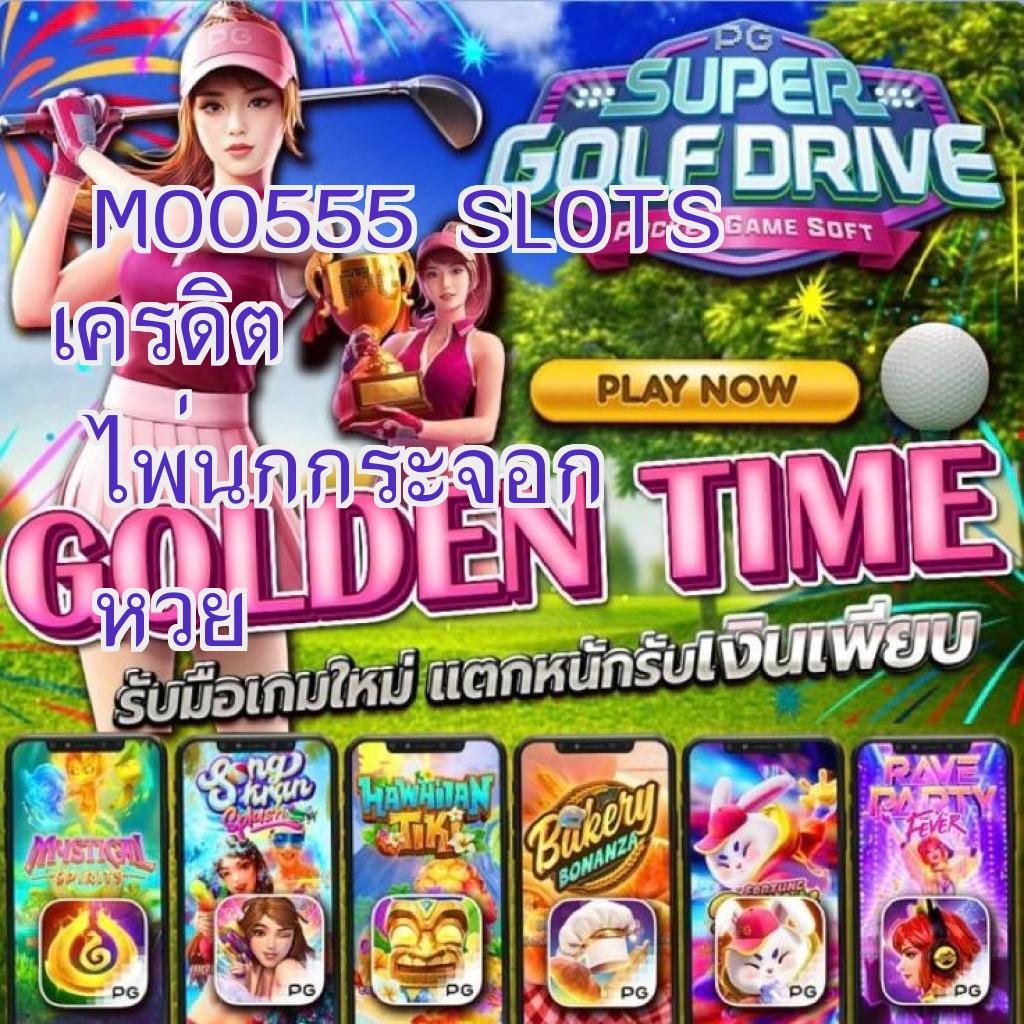 PG
PG
SUPER
GOLF DRIVE
POCKET GAME SOFT
MOO555 SLOTS
เครดิต
PLAY NOW
ไพ่นกกระจอก
GOLDEN TIME
หวย
รับมือเกมใหม่ แตกหนักรับเงินเพียบ
MYSTICAL
SPIRITS
Songkran
Splash
HAWAIIAN
TIKI
Bakery
BONANZA
FORTUNE
RAVE
PARTY
FEVER
PG
PG
PG
PG
PG
PG